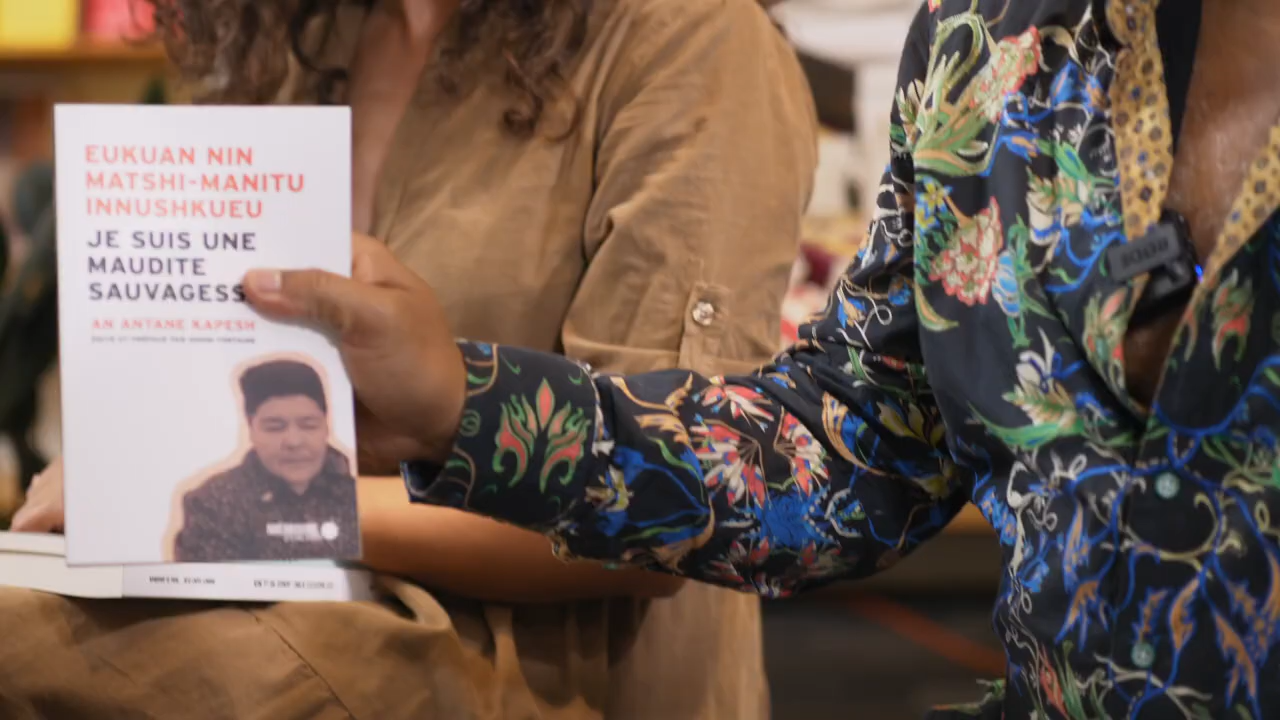 EUKUAN NIN
MATSHI-MANITU
INNUSHKUEU
JE SUIS UNE
MAUDITE
SAUVAGESS
AN ANTANE KAPESH